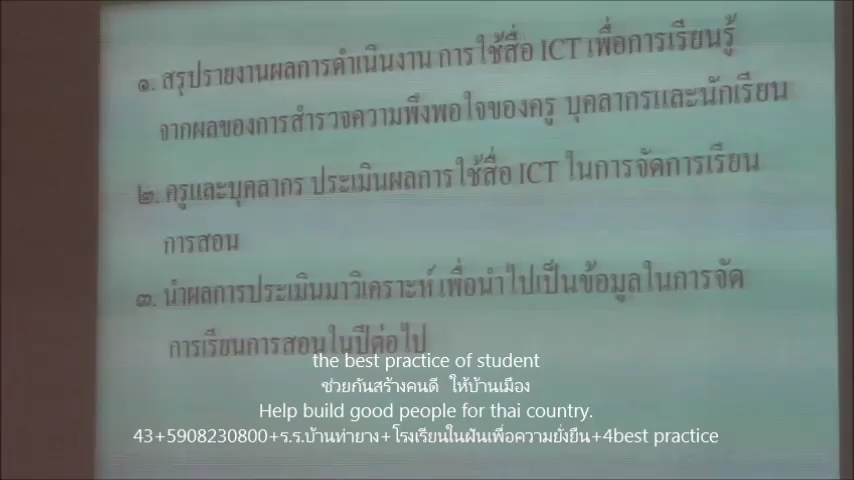 ๑. สรุปรายงานผลการดำเนินงาน การใช้สื่อ ICT เพื่อการเรียนรู้
จากผลของการสำรวจความพึงพอใจของครู บุคลากรและนักเรียน
๒. ครูและบุคลากร ประเมินผลการใช้สื่อ ICT ในการจัดการเรียน
การสอน
๓. นำผลการประเมินมาวิเคราะห์ เพื่อนำไปเป็นข้อมูลในการจัด
การเรียนการสอนในปีต่อไป
the best practice of student
ช่วยกันสร้างคนดี ให้บ้านเมือง
Help build good people for thai country.
43+5908230800+ร.ร.บ้านท่ายาง+โรงเรียนในฝันเพื่อความยั่งยืน+4best practice